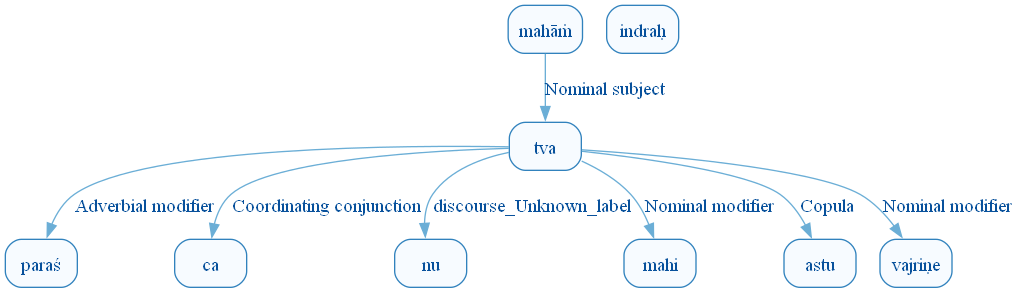 mahāṁ indraḥ
Nominal subject
tva
Adverbial modifier Coordinating conjunction discourse_Unknown_label Nominal modifier Copula Nominal modifier
paraś ca nu mahi astu vajriṇe